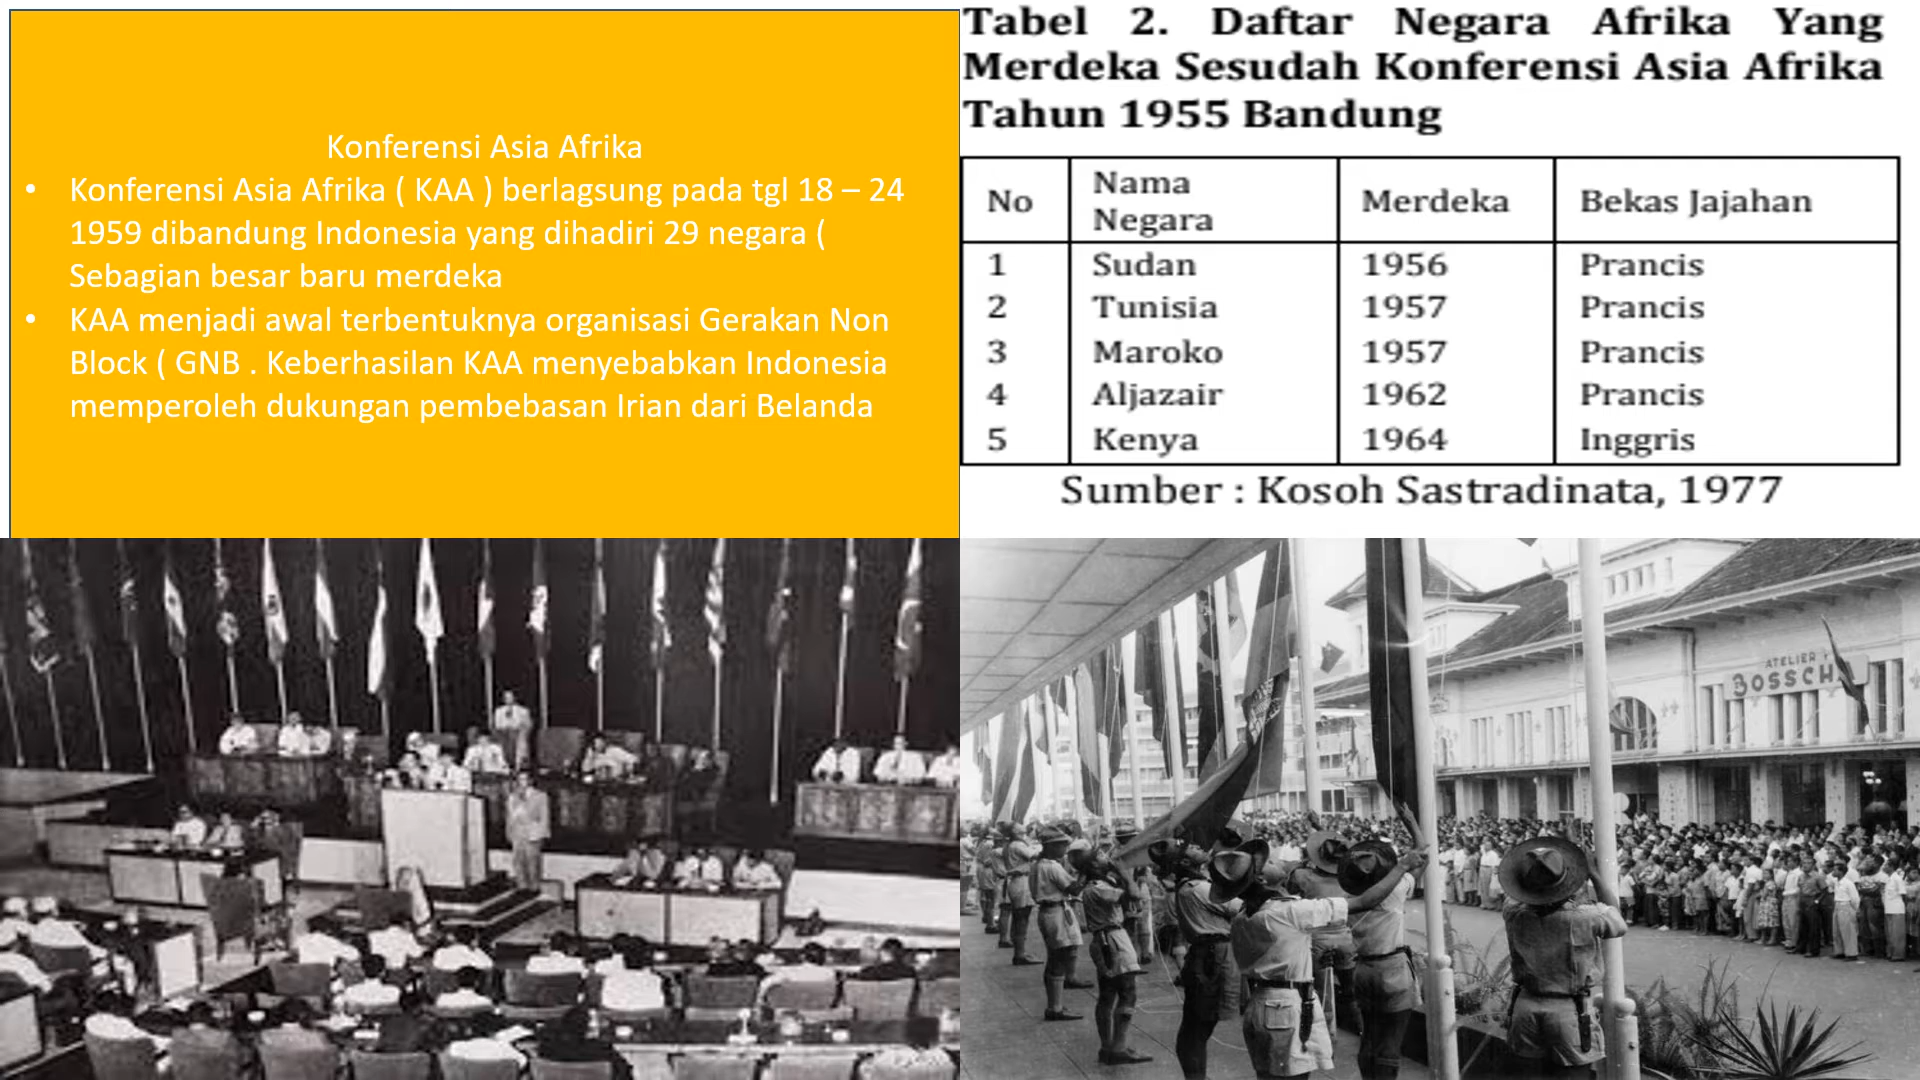 Konferensi Asia Afrika
• Konferensi Asia Afrika ( KAA ) berlagsung pada tgl 18 – 24
1959 dibandung Indonesia yang dihadiri 29 negara (
Sebagian besar baru merdeka
• KAA menjadi awal terbentuknya organisasi Gerakan Non
Block ( GNB . Keberhasilan KAA menyebabkan Indonesia
memperoleh dukungan pembebasan Irian dari Belanda
Tabel 2. Daftar Negara Afrika Yang
Merdeka Sesudah Konferensi Asia Afrika
Tahun 1955 Bandung
No Nama Negara Merdeka Bekas Jajahan
1 Sudan 1956 Prancis
2 Tunisia 1957 Prancis
3 Maroko 1957 Prancis
4 Aljazair 1962 Prancis
5 Kenya 1964 Inggris
Sumber : Kosoh Sastradinata, 1977
ATELIER